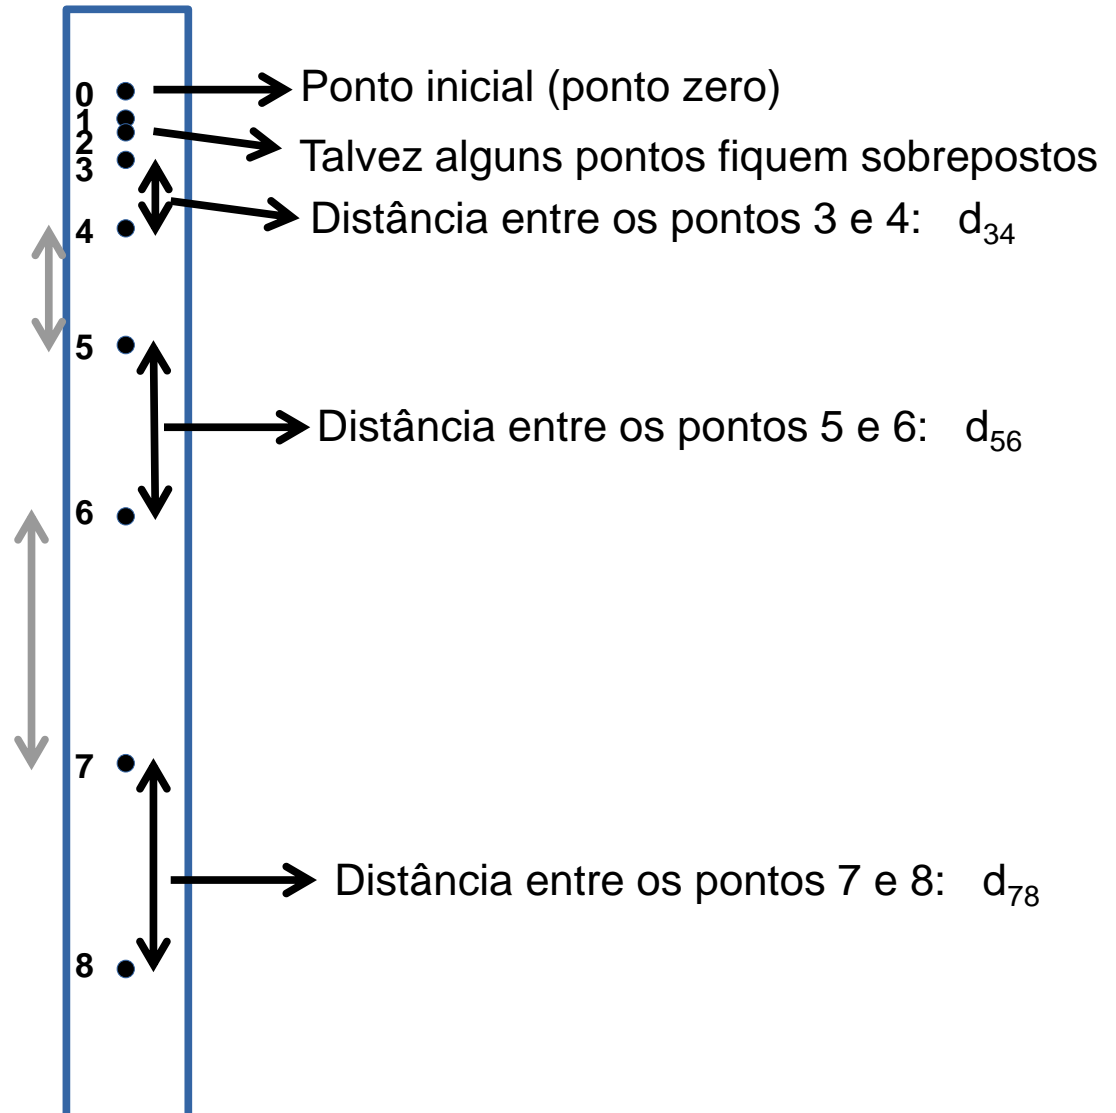 0
Ponto inicial (ponto zero)
1
2
Talvez alguns pontos fiquem sobrepostos
3
4
Distância entre os pontos 3 e 4: d₃₄
5
Distância entre os pontos 5 e 6: d₅₆
6
7
Distância entre os pontos 7 e 8: d₇₈
8